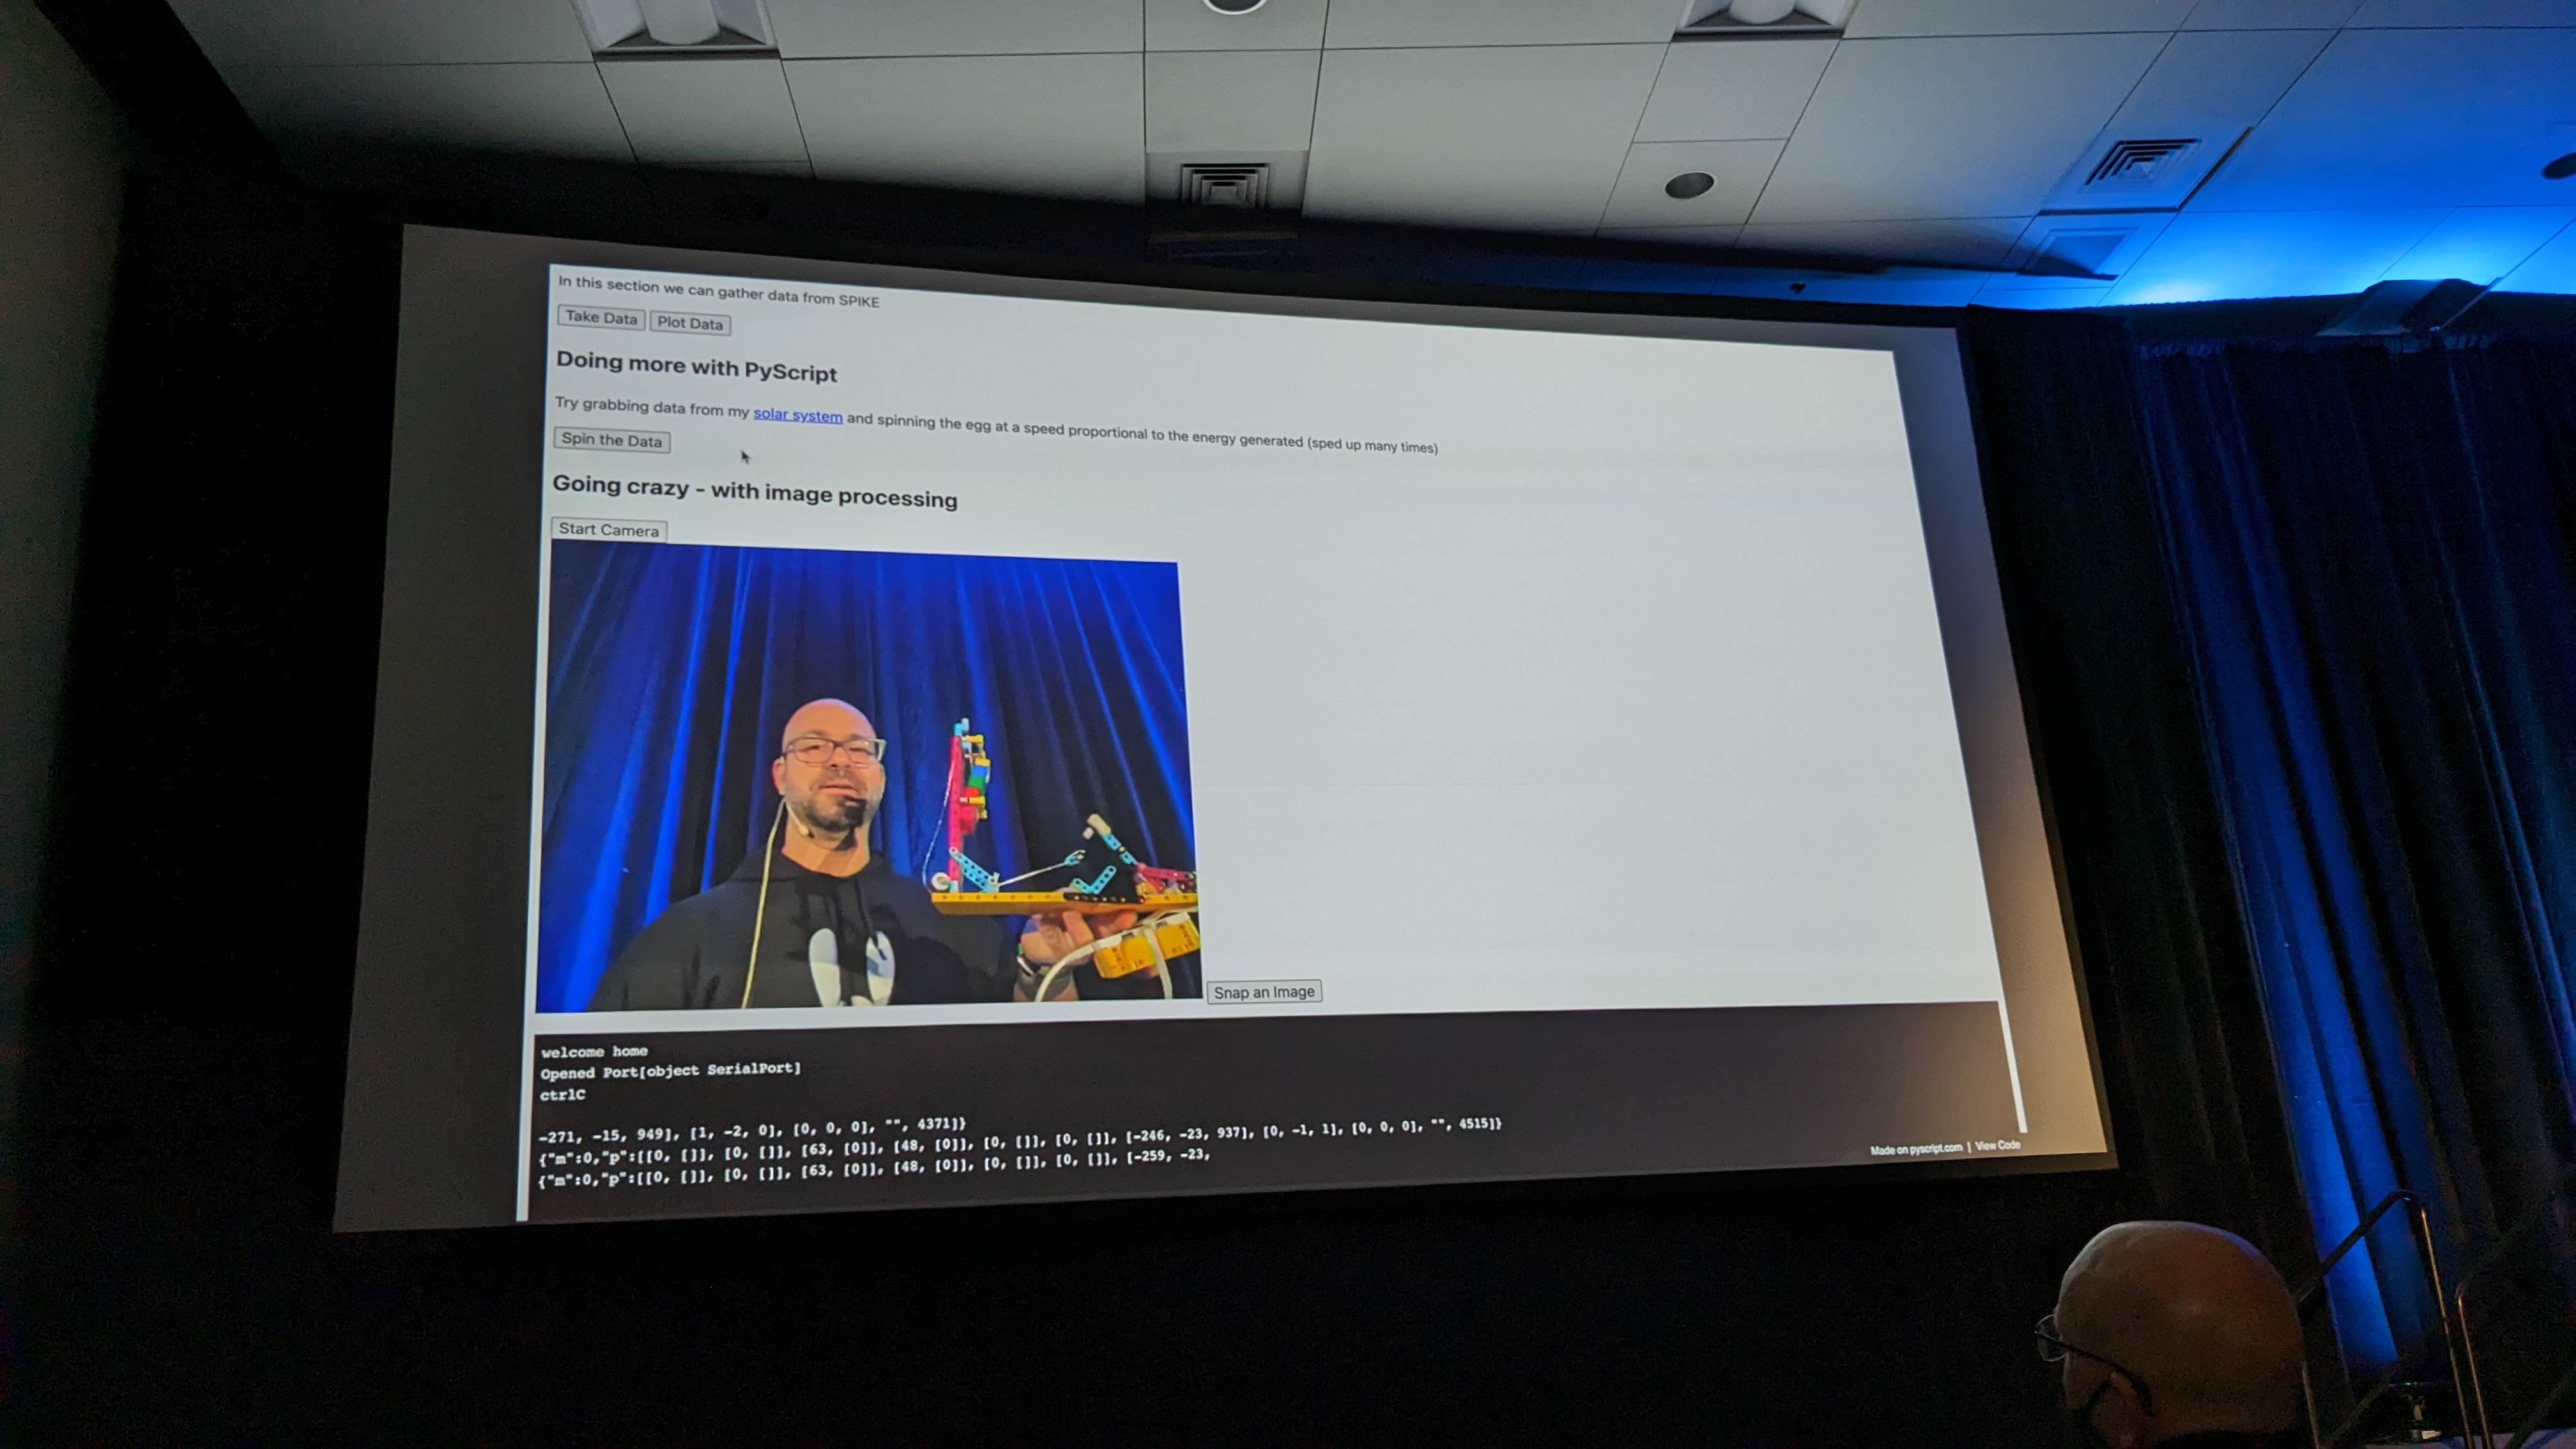 In this section we can gather data from SPIKE
Take Data Plot Data
Doing more with PyScript
Try grabbing data from my solar system and spinning the egg at a speed proportional to the energy generated (sped up many times)
Spin the Data
Going crazy - with image processing
Start Camera
Snap an Image
welcome home
Opened Port[object SerialPort]
ctrlC
-271, -15, 949], [1, -2, 0], [0, 0, 0], "", 4371]}
{"m":0,"p":[[0, []], [0, []], [63, [0]], [48, [0]], [0, []], [0, []], [-246, -23, 937], [0, -1, 1], [0, 0, 0], "", 4515]}
{"m":0,"p":[[0, []], [0, []], [63, [0]], [48, [0]], [0, []], [0, []], [-259, -23,
Made on pyscript.com | View Code